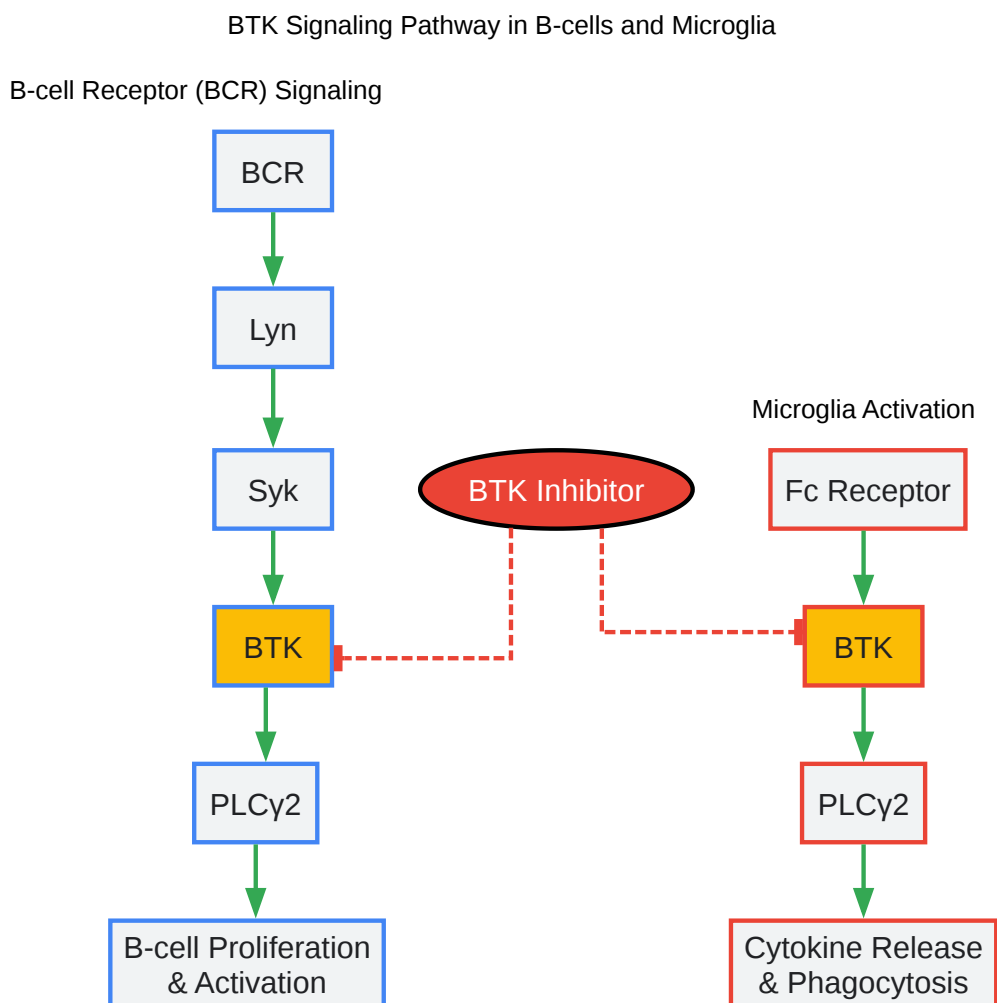 BTK Signaling Pathway in B-cells and Microglia
B-cell Receptor (BCR) Signaling
BCR
Lyn
Microglia Activation
Syk
BTK Inhibitor
Fc Receptor
BTK
BTK
PLCγ2
PLCγ2
B-cell Proliferation
& Activation
Cytokine Release
& Phagocytosis